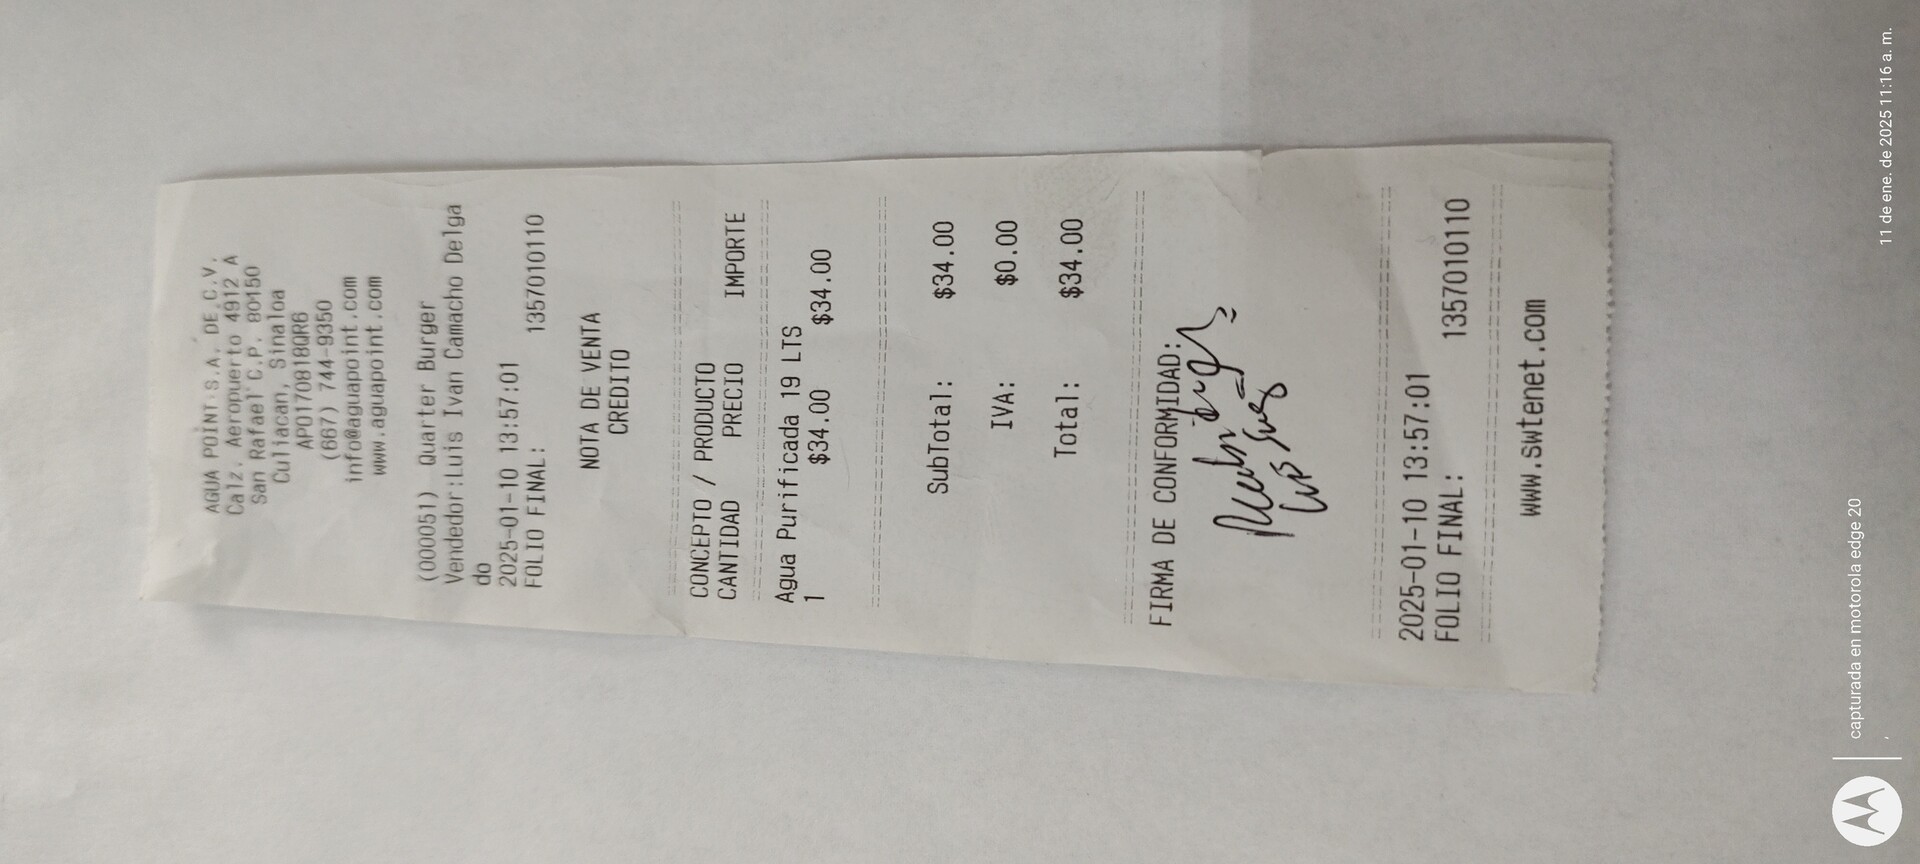 AGUA POINT S.A. DE C.V.
Calz. Aeropuerto 4912 A
San Rafael C.P. 80150
Culiacan, Sinaloa
APO170818QR6
(667) 744-9350
info@aguapoint.com
www.aguapoint.com
(000051) Quarter Burger
Vendedor:Luis Ivan Camacho Delga
do
2025-01-10 13:57:01
FOLIO FINAL: 1357010110
NOTA DE VENTA
CREDITO
CONCEPTO / PRODUCTO
CANTIDAD PRECIO IMPORTE
Agua Purificada 19 LTS
1 $34.00 $34.00
SubTotal: $34.00
IVA: $0.00
Total: $34.00
FIRMA DE CONFORMIDAD:
2025-01-10 13:57:01
FOLIO FINAL: 1357010110
www.swtenet.com
capturada en motorola edge 20
11 de ene. de 2025 11:16 a. m.